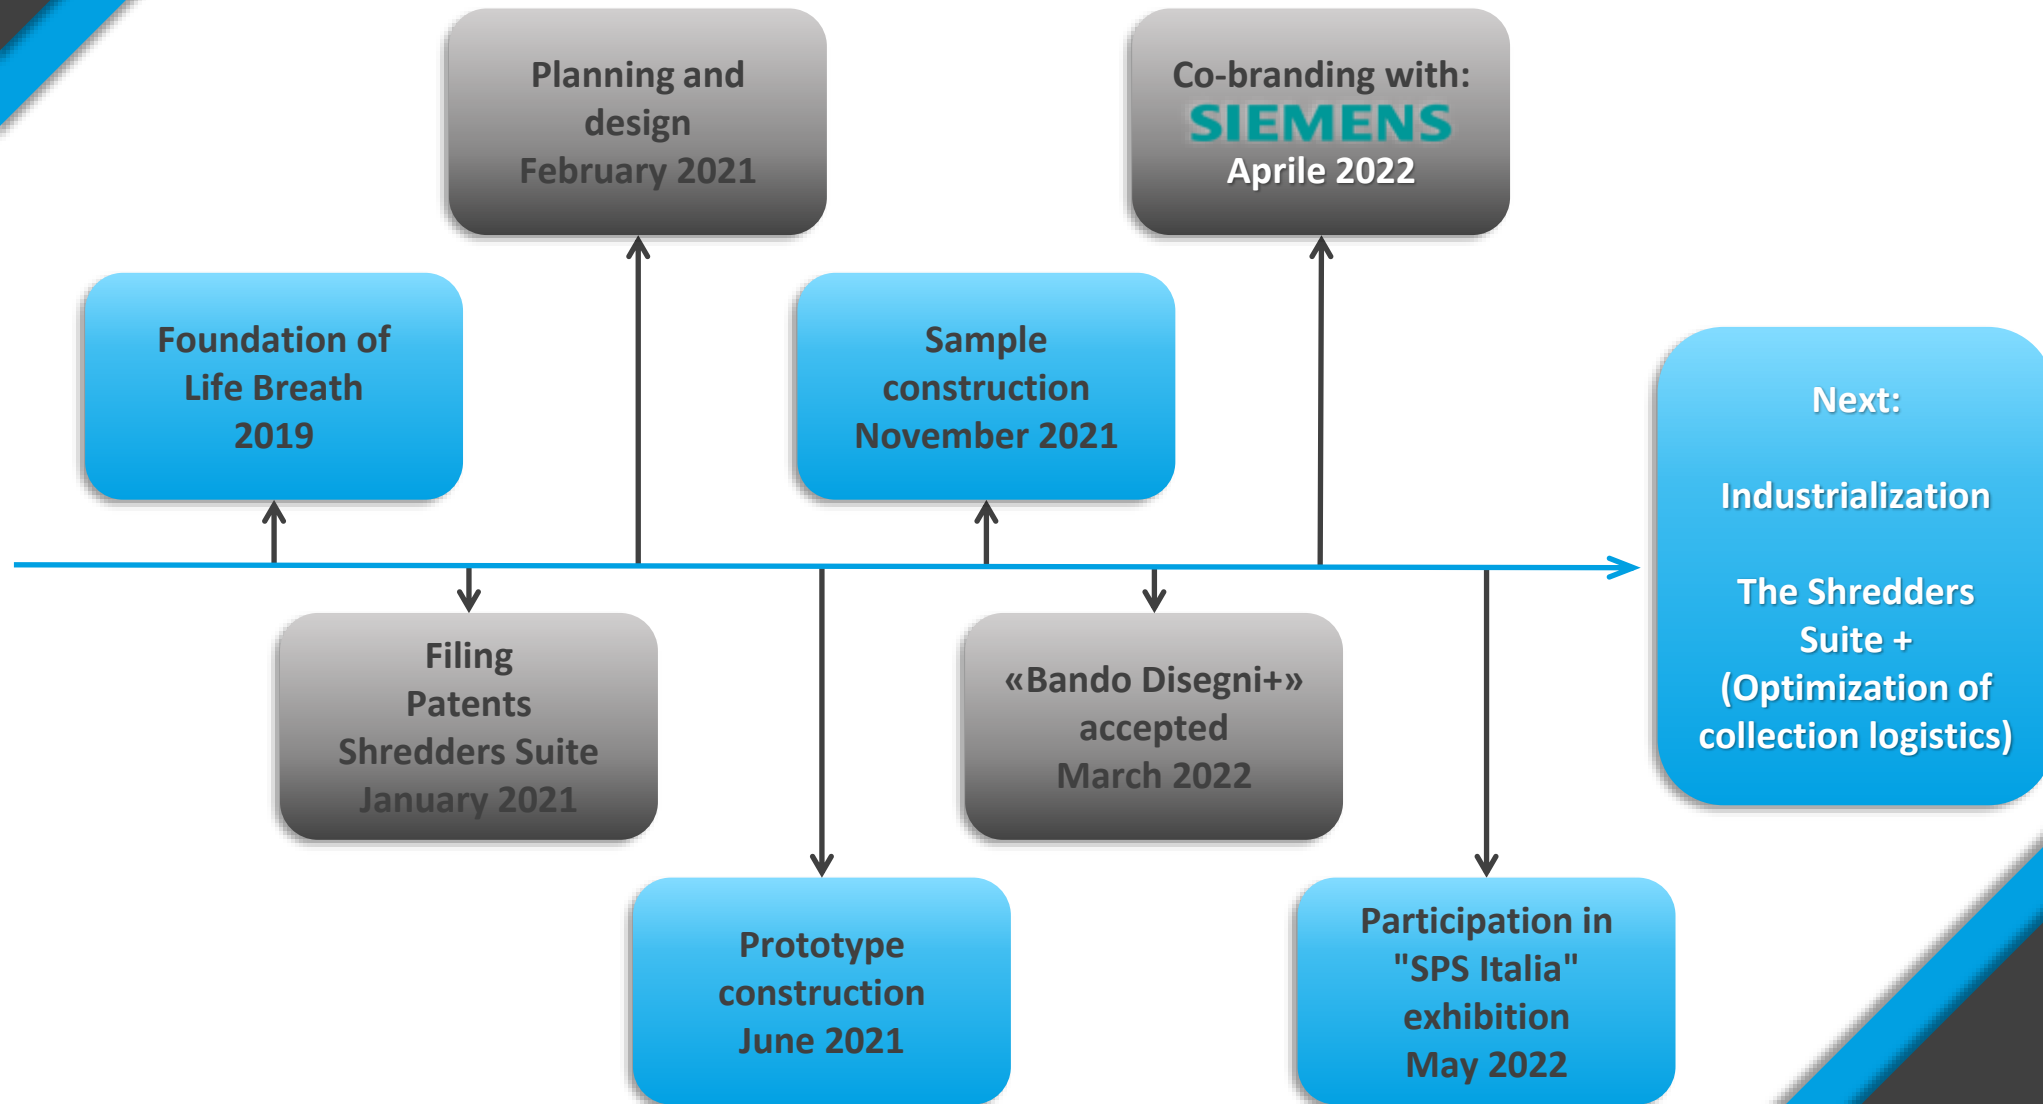 Planning and
design
February 2021
Co-branding with:
SIEMENS
Aprile 2022
Foundation of
Life Breath
2019
Sample
construction
November 2021
Next:
Industrialization
The Shredders
Suite +
(Optimization of
collection logistics)
Filing
Patents
Shredders Suite
January 2021
«Bando Disegni+»
accepted
March 2022
Prototype
construction
June 2021
Participation in
"SPS Italia"
exhibition
May 2022